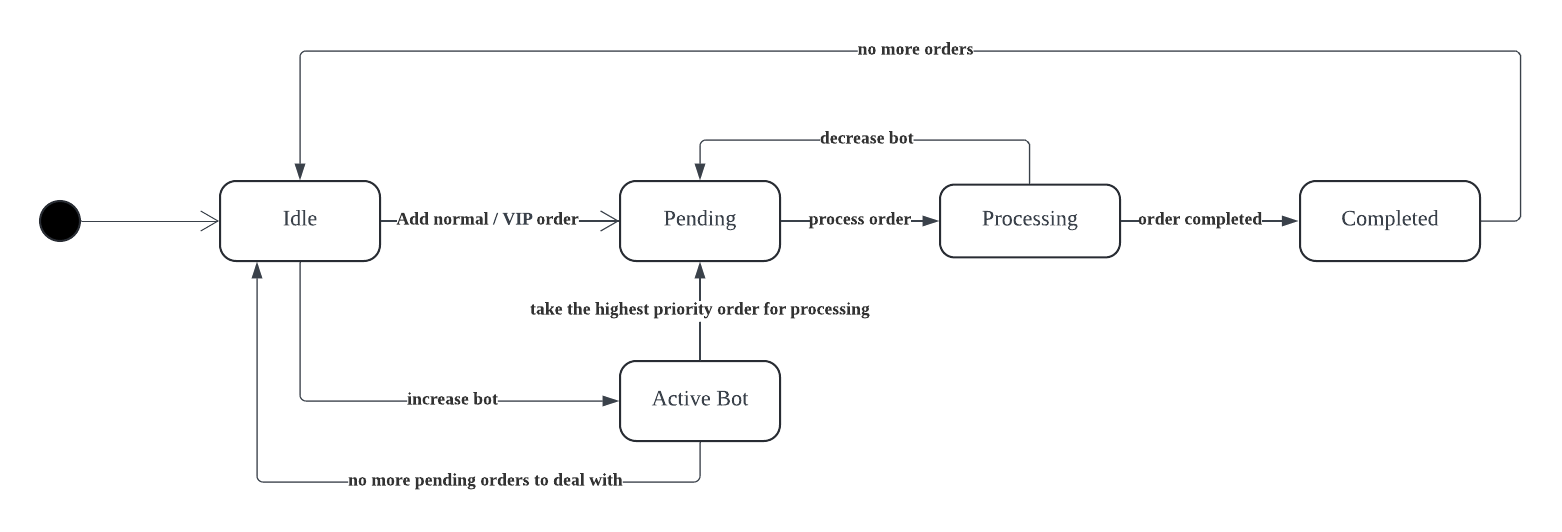 no more orders
decrease bot
Idle
Add normal / VIP order
Pending
process order
Processing
order completed
Completed
take the highest priority order for processing
increase bot
Active Bot
no more pending orders to deal with